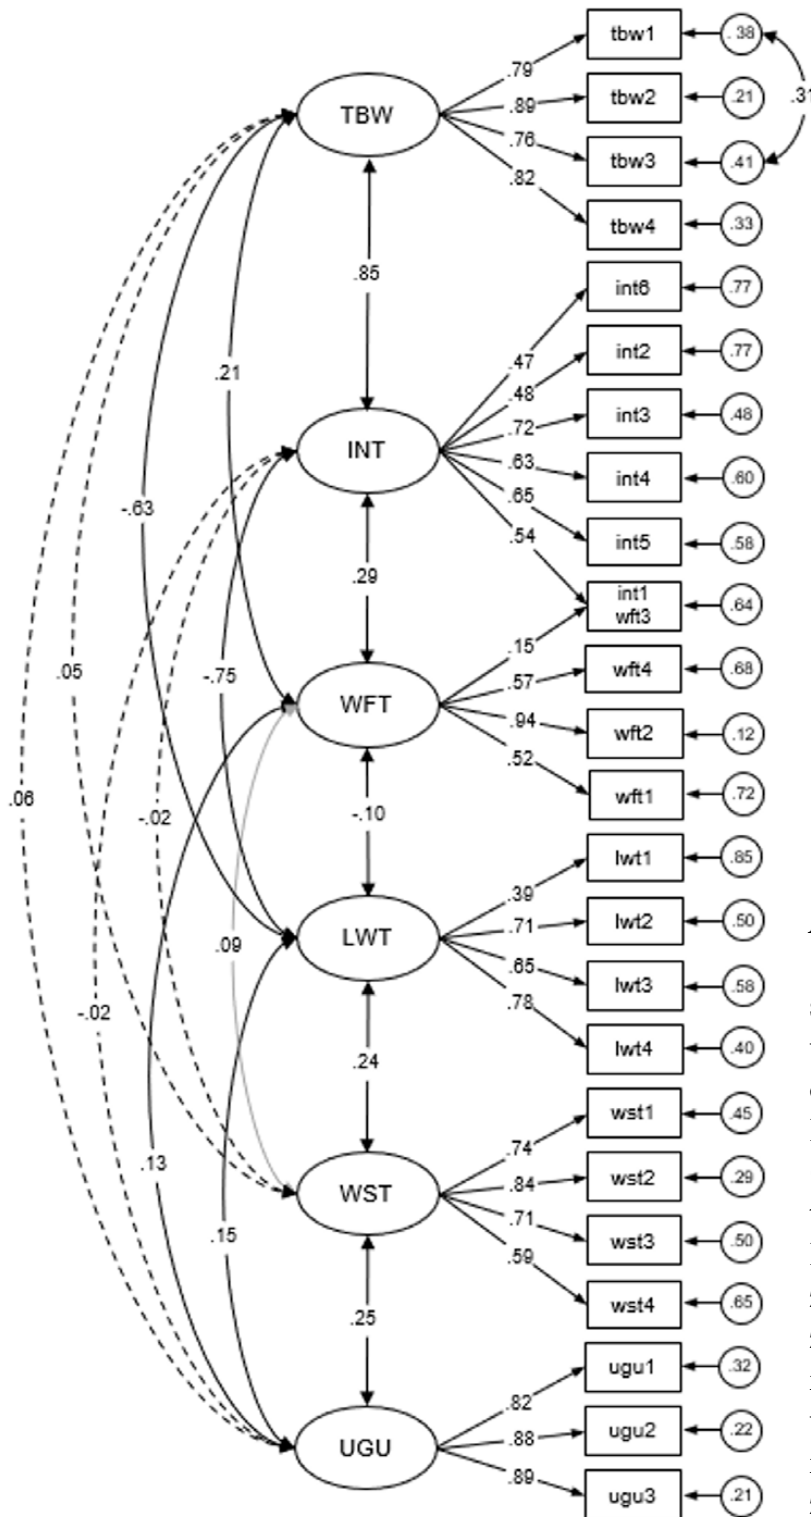 tbw1 .38
.79
TBW .89 tbw2 .21 .31
.76
tbw3 .41
.82
tbw4 .33
.85
int6 .77
.47
.21
int2 .77
.48
int3 .48
.72
INT .63 int4 .60
.65
-.63
.54 int5 .58
.29
int1
wft3 .64
.15
.05 -.75 wft4 .68
.57
WFT .94 wft2 .12
.52
wft1 .72
.06 -.02 -.10
lwt1 .85
.39
.09 LWT .71 lwt2 .50
.65
lwt3 .58
.78
-.02
lwt4 .40
.24
wst1 .45
.74
.13
WST .84 wst2 .29
.71
.15 wst3 .50
.59
wst4 .65
.25
ugu1 .32
.82
UGU .88 ugu2 .22
.89
ugu3 .21